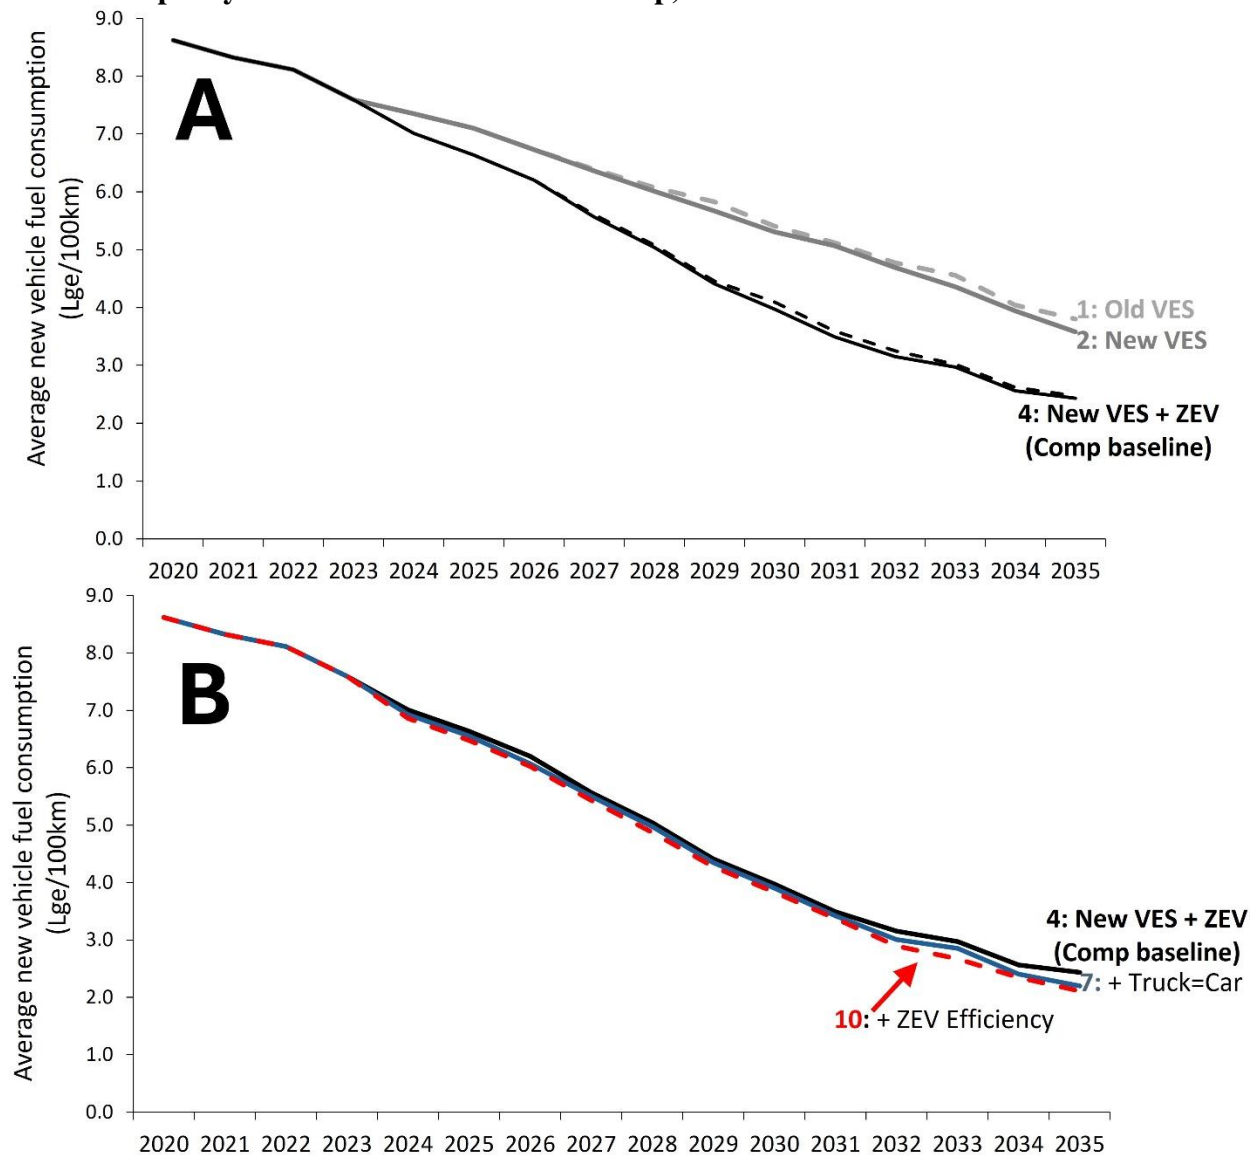 Average new vehicle fuel consumption
(Lge/100km)
9.0
8.0
7.0
6.0
5.0
4.0
3.0
2.0
1.0
0.0
A
1: Old VES
2: New VES
4: New VES + ZEV
(Comp baseline)
2020 2021 2022 2023 2024 2025 2026 2027 2028 2029 2030 2031 2032 2033 2034 2035
Average new vehicle fuel consumption
(Lge/100km)
9.0
8.0
7.0
6.0
5.0
4.0
3.0
2.0
1.0
0.0
B
4: New VES + ZEV
(Comp baseline)
7: + Truck=Car
10: + ZEV Efficiency
2020 2021 2022 2023 2024 2025 2026 2027 2028 2029 2030 2031 2032 2033 2034 2035